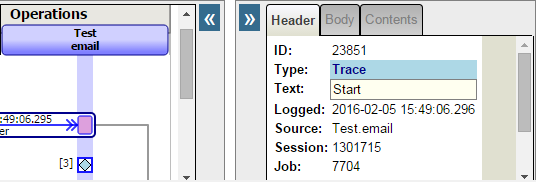 Operations
Test
email
:49:06.295
er
[3]
«
»
Header Body Contents
ID: 23851
Type: Trace
Text: Start
Logged: 2016-02-05 15:49:06.296
Source: Test.email
Session: 1301715
Job: 7704